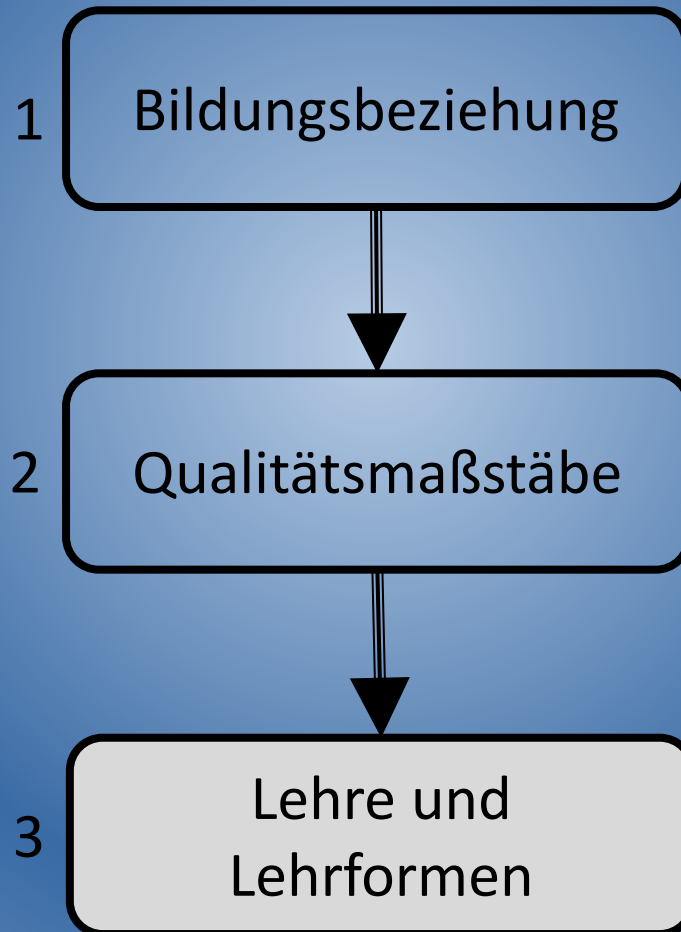 1 Bildungsbeziehung
2 Qualitätsmaßstäbe
3 Lehre und
Lehrformen